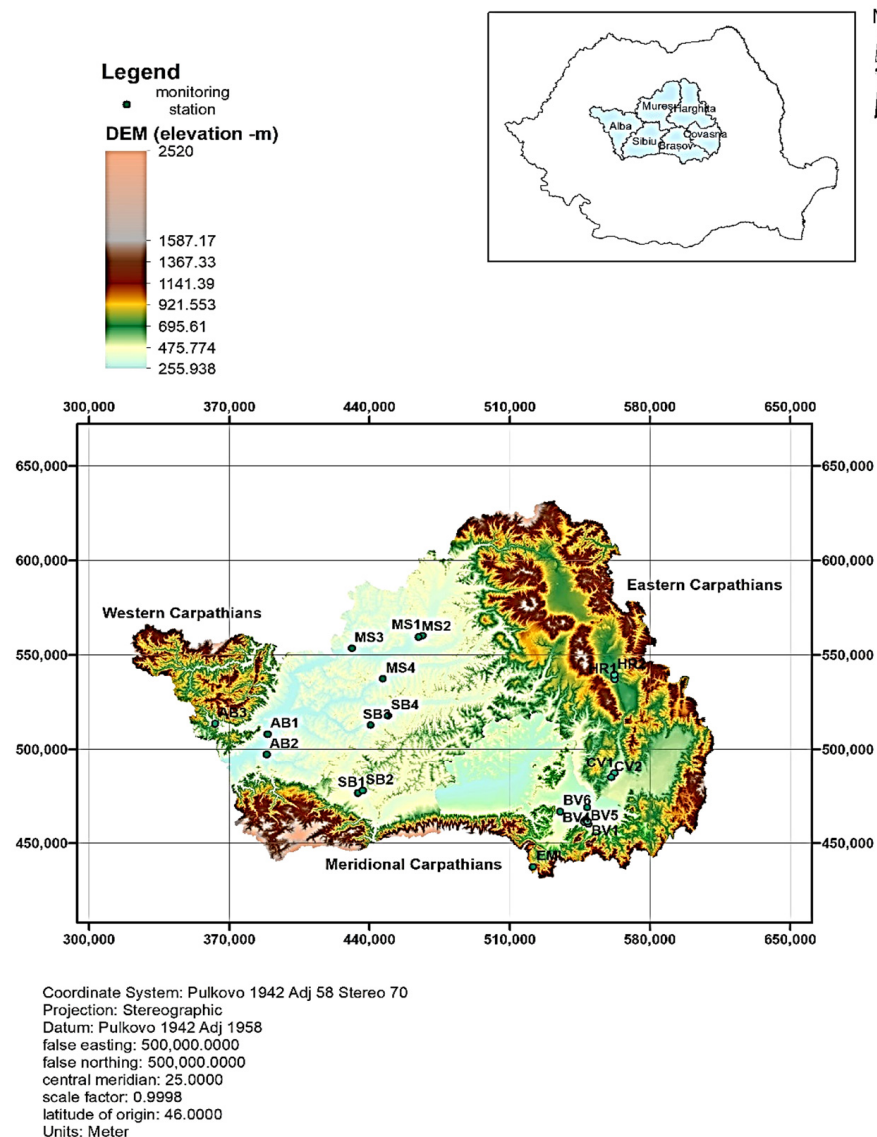 Legend
monitoring
station
DEM (elevation -m)
2520
1587.17
1367.33
1141.39
921.553
695.61
475.774
255.938
N
Mureș
Harghita
Alba
Covasna
Sibiu
Brașov
300,000
370,000
440,000
510,000
580,000
650,000
650,000
650,000
600,000
600,000
Eastern Carpathians
Western Carpathians
MS1
MS2
MS3
550,000
550,000
HR1
MS4
SB4
AB3
SB3
AB1
500,000
500,000
AB2
CV1
CV2
SB1
SB2
BV6
BV5
BV1
450,000
450,000
EM
Meridional Carpathians
300,000
370,000
440,000
510,000
580,000
650,000
Coordinate System: Pulkovo 1942 Adj 58 Stereo 70
Projection: Stereographic
Datum: Pulkovo 1942 Adj 1958
false easting: 500,000.0000
false northing: 500,000.0000
central meridian: 25.0000
scale factor: 0.9998
latitude of origin: 46.0000
Units: Meter